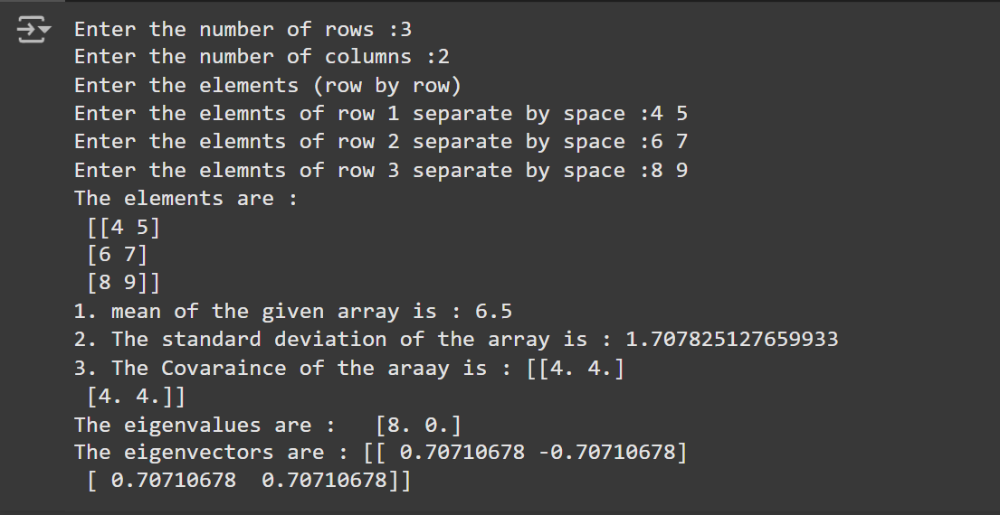 Enter the number of rows :3
Enter the number of columns :2
Enter the elements (row by row)
Enter the elemnts of row 1 separate by space :4 5
Enter the elemnts of row 2 separate by space :6 7
Enter the elemnts of row 3 separate by space :8 9
The elements are :
 [[4 5]
 [6 7]
 [8 9]]
1. mean of the given array is : 6.5
2. The standard deviation of the array is : 1.707825127659933
3. The Covaraince of the araay is : [[4. 4.]
 [4. 4.]]
The eigenvalues are :   [8. 0.]
The eigenvectors are : [[ 0.70710678 -0.70710678]
 [ 0.70710678  0.70710678]]